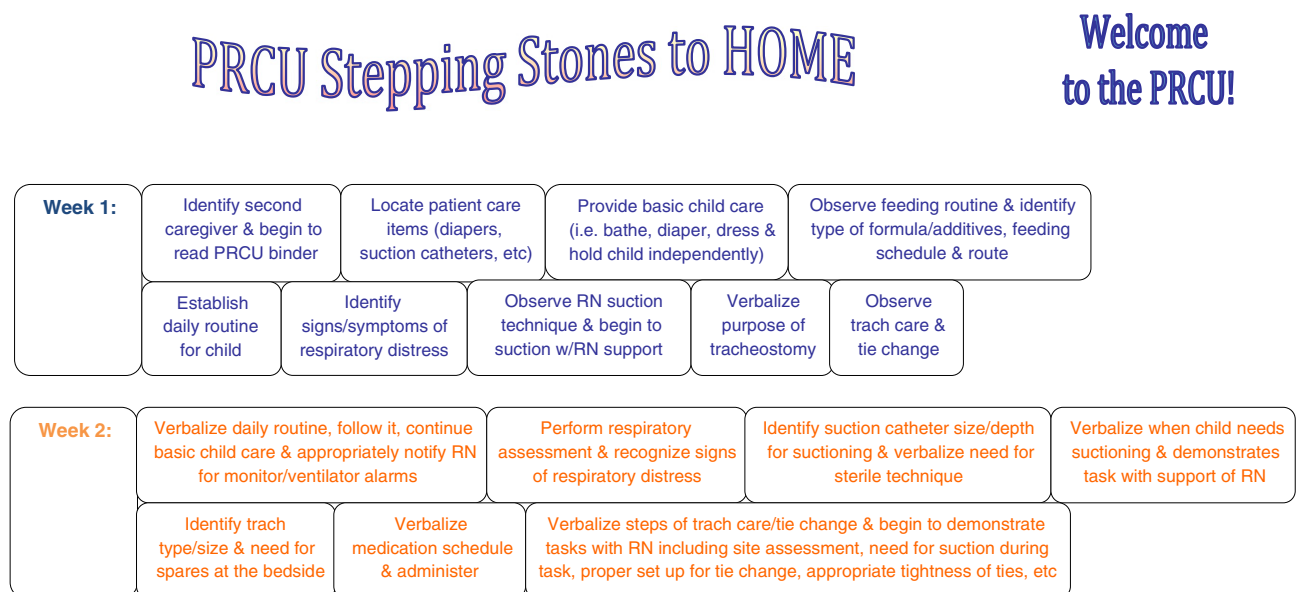 PRCU Stepping Stones to HOME
Welcome
to the PRCU!
Week 1:
Identify second
caregiver & begin to
read PRCU binder
Locate patient care
items (diapers,
suction catheters, etc)
Provide basic child care
(i.e. bathe, diaper, dress &
hold child independently)
Observe feeding routine & identify
type of formula/additives, feeding
schedule & route
Establish
daily routine
for child
Identify
signs/symptoms of
respiratory distress
Observe RN suction
technique & begin to
suction w/RN support
Verbalize
purpose of
tracheostomy
Observe
trach care &
tie change
Week 2:
Verbalize daily routine, follow it, continue
basic child care & appropriately notify RN
for monitor/ventilator alarms
Perform respiratory
assessment & recognize signs
of respiratory distress
Identify suction catheter size/depth
for suctioning & verbalize need for
sterile technique
Verbalize when child needs
suctioning & demonstrates
task with support of RN
Identify trach
type/size & need for
spares at the bedside
Verbalize
medication schedule
& administer
Verbalize steps of trach care/tie change & begin to demonstrate
tasks with RN including site assessment, need for suction during
task, proper set up for tie change, appropriate tightness of ties, etc